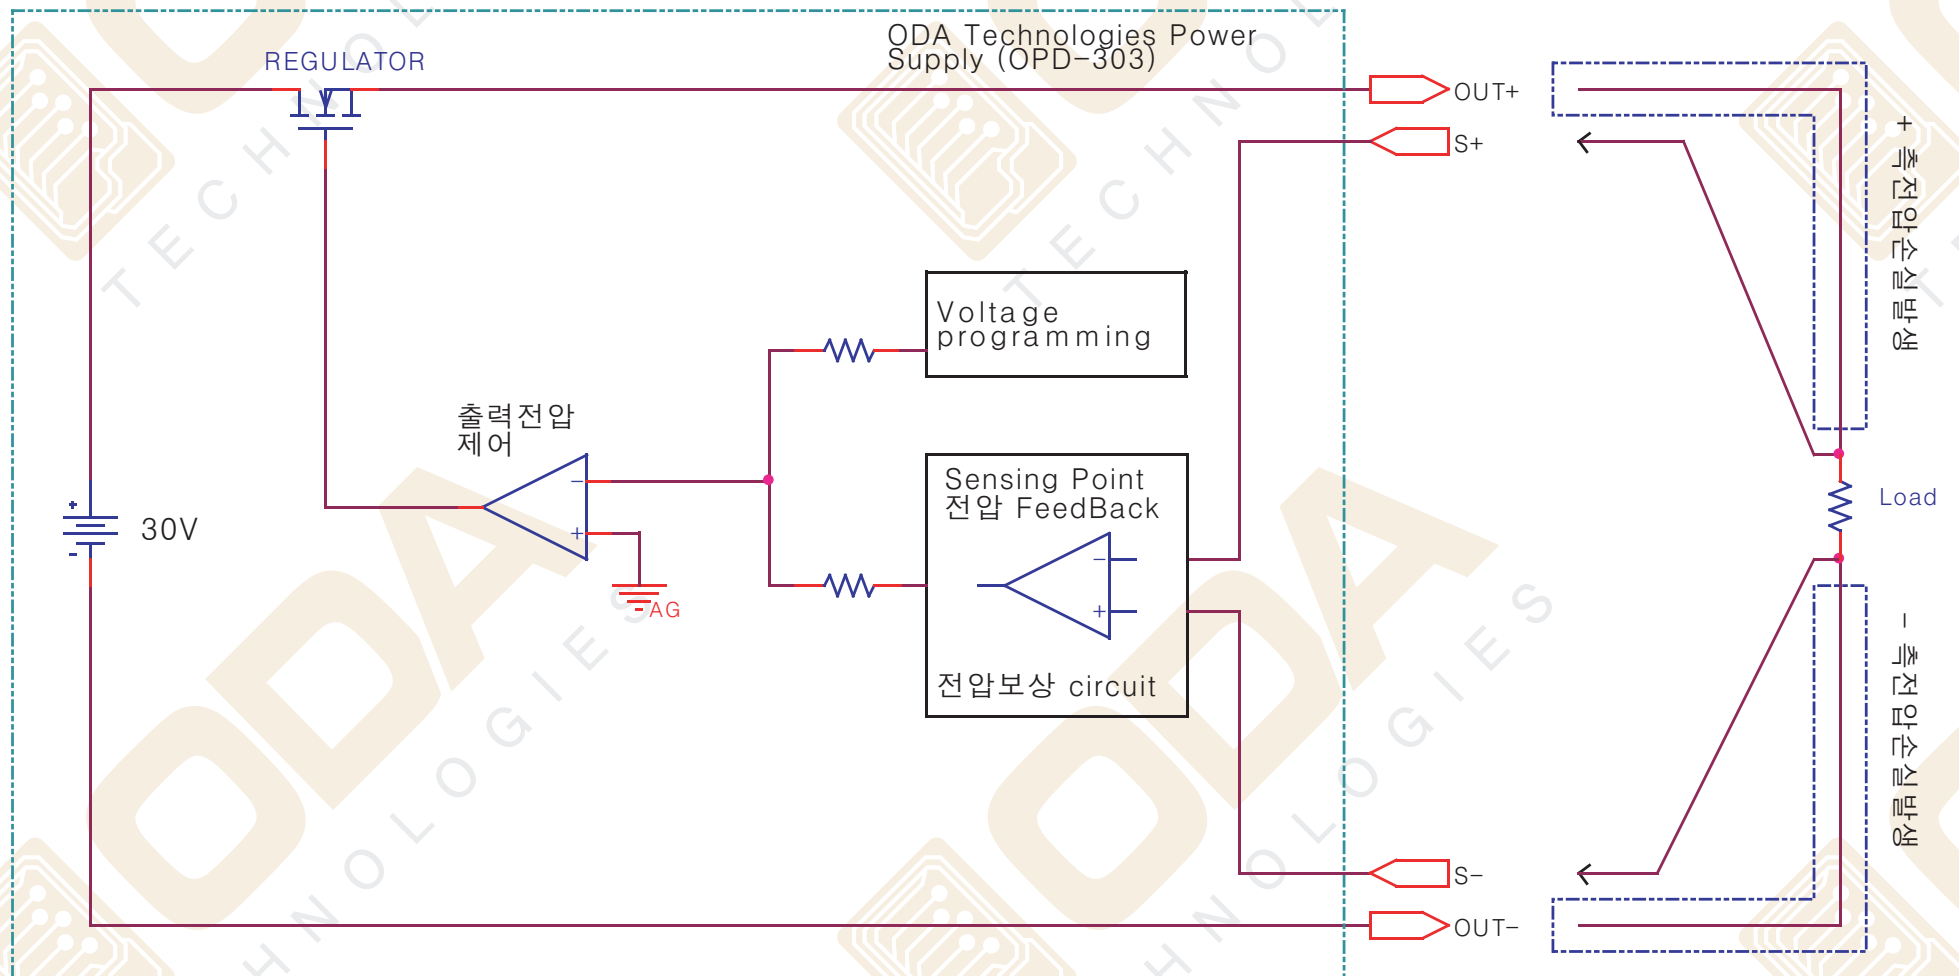 ODA Technologies Power
Supply (OPD-303)
REGULATOR
OUT+
S+
+ 측전압손실발생
Voltage
programming
출력전압
제어
-
+
AG
Sensing Point
전압 FeedBack
-
+
전압보상 circuit
+
30V
-
Load
- 측전압손실발생
S-
OUT-
ODA
TECHNOLOGIES